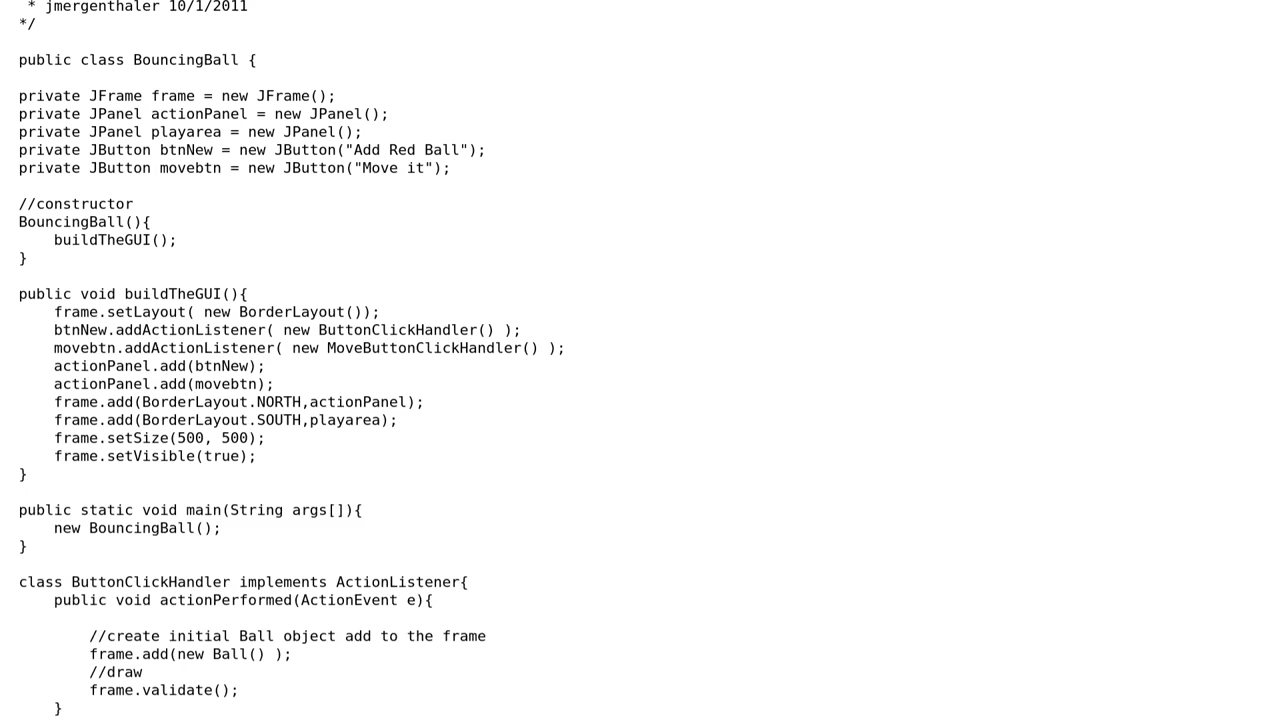 * jmergenthaler 10/1/2011
*/

public class BouncingBall {

private JFrame frame = new JFrame();
private JPanel actionPanel = new JPanel();
private JPanel playarea = new JPanel();
private JButton btnNew = new JButton("Add Red Ball");
private JButton movebtn = new JButton("Move it");

//constructor
BouncingBall(){
    buildTheGUI();
}

public void buildTheGUI(){
    frame.setLayout( new BorderLayout());
    btnNew.addActionListener( new ButtonClickHandler() );
    movebtn.addActionListener( new MoveButtonClickHandler() );
    actionPanel.add(btnNew);
    actionPanel.add(movebtn);
    frame.add(BorderLayout.NORTH,actionPanel);
    frame.add(BorderLayout.SOUTH,playarea);
    frame.setSize(500, 500);
    frame.setVisible(true);
}

public static void main(String args[]){
    new BouncingBall();
}

class ButtonClickHandler implements ActionListener{
    public void actionPerformed(ActionEvent e){

        //create initial Ball object add to the frame
        frame.add(new Ball() );
        //draw
        frame.validate();
    }